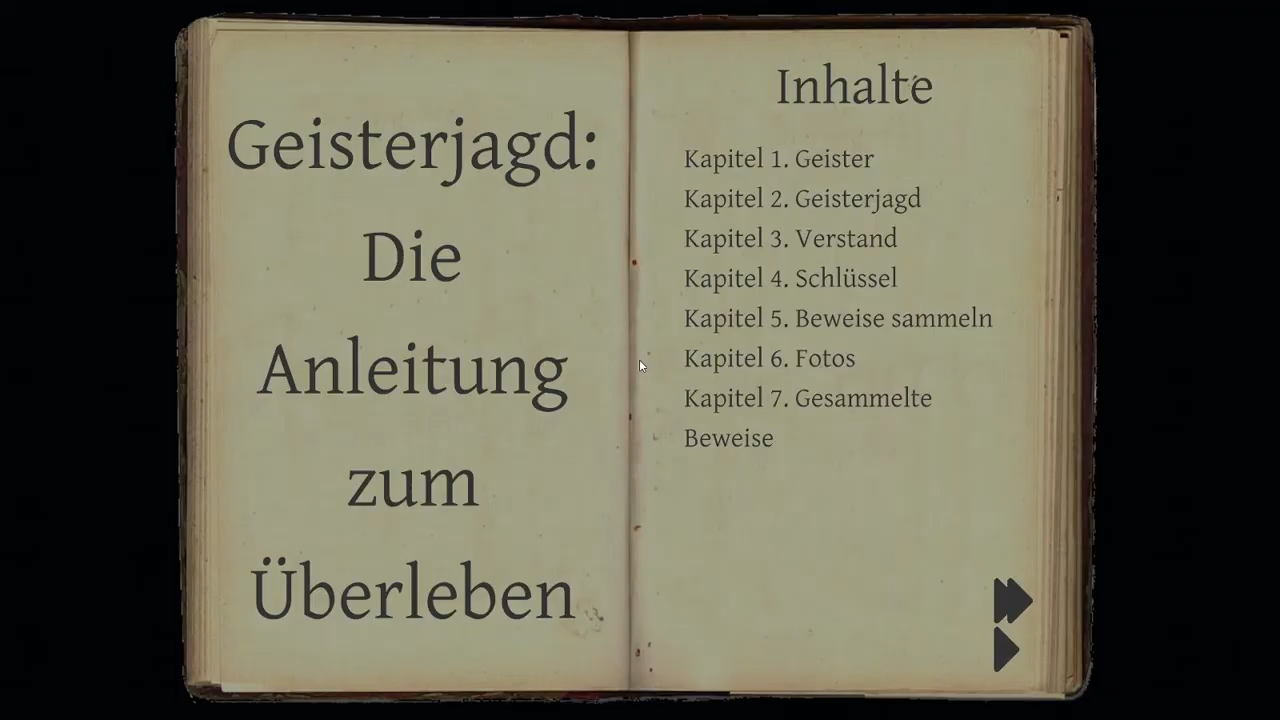 Geisterjagd:
Die
Anleitung
zum
Überleben
Inhalte
Kapitel 1. Geister
Kapitel 2. Geisterjagd
Kapitel 3. Verstand
Kapitel 4. Schlüssel
Kapitel 5. Beweise sammeln
Kapitel 6. Fotos
Kapitel 7. Gesammelte
Beweise